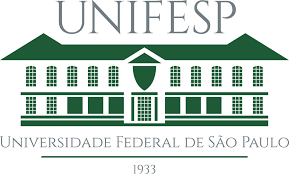 UNIFESP
UNIVERSIDADE FEDERAL DE SÃO PAULO
1933